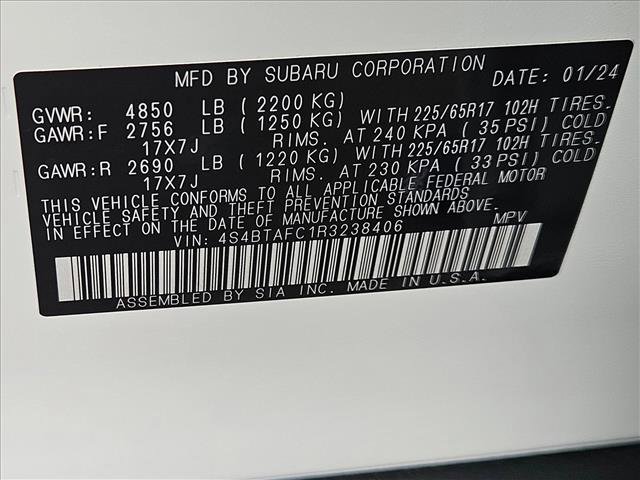 MFD BY SUBARU CORPORATION DATE: 01/24
GVWR: 4850 LB (2200 KG)
GAWR:F 2756 LB (1250 KG) WITH 225/65R17 102H TIRES.
17X7J RIMS. AT 240 KPA (35 PSI) COLD
GAWR:R 2690 LB (1220 KG) WITH 225/65R17 102H TIRES.
17X7J RIMS. AT 230 KPA (33 PSI) COLD
THIS VEHICLE CONFORMS TO ALL APPLICABLE FEDERAL MOTOR
VEHICLE SAFETY AND THEFT PREVENTION STANDARDS
IN EFFECT ON THE DATE OF MANUFACTURE SHOWN ABOVE.
VIN: 4S4BTAFC1R3238406 MPV
ASSEMBLED BY SIA INC. MADE IN U.S.A.